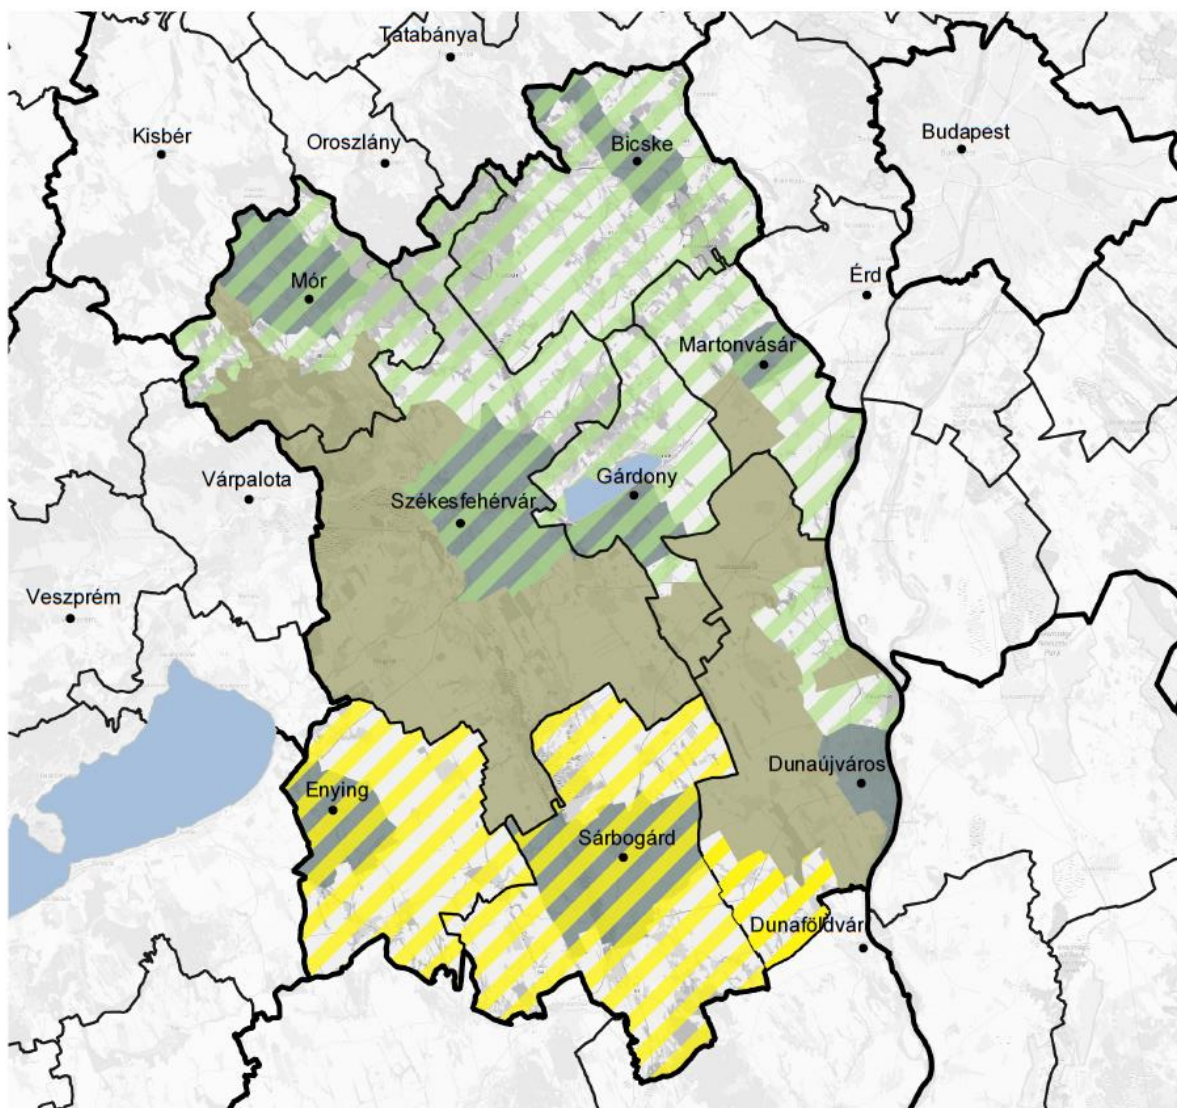 Tatabánya
Kisbér
Oroszlány
Bicske
Budapest
Mór
Érd
Martonvásár
Várpalota
Gárdony
Székesfehérvár
Veszprém
Dunaújváros
Enying
Sárbogárd
Dunaföldvár